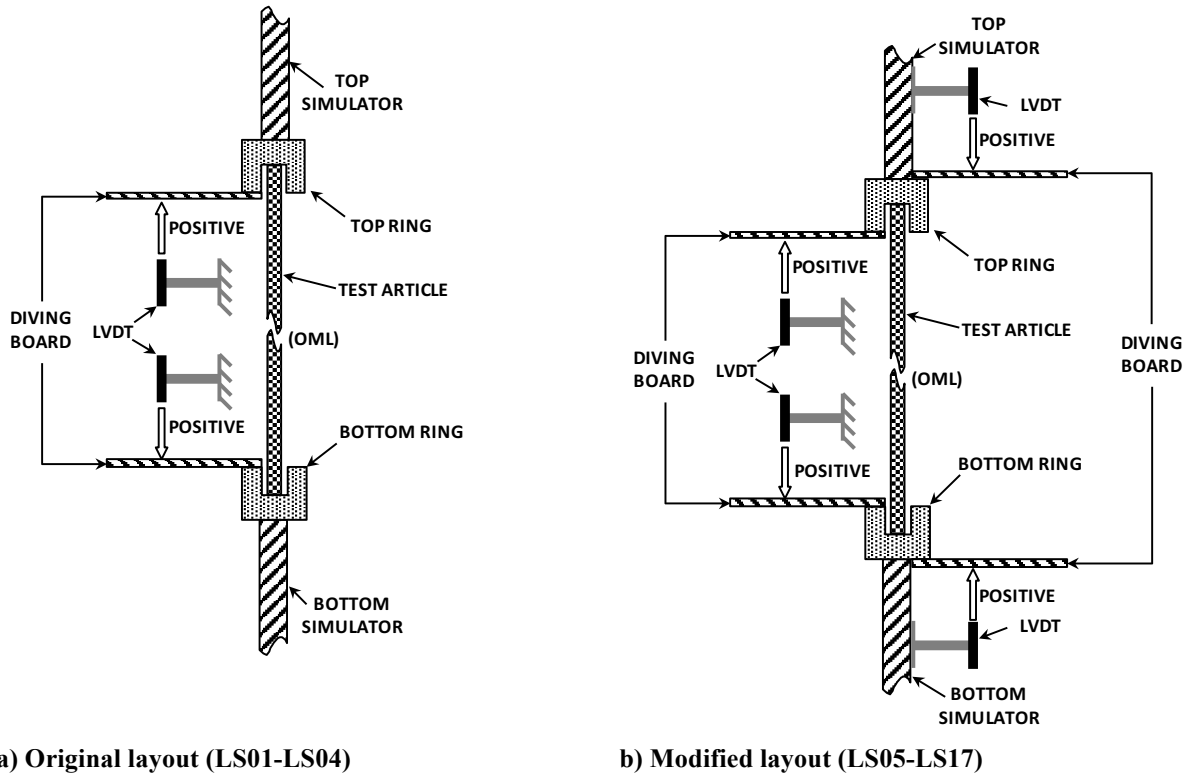 TOP
SIMULATOR
POSITIVE
TOP RING
LVDT
TEST ARTICLE
DIVING
BOARD
(OML)
POSITIVE
BOTTOM RING
BOTTOM
SIMULATOR
a) Original layout (LS01-LS04)
TOP
SIMULATOR
LVDT
POSITIVE
TOP RING
POSITIVE
TEST ARTICLE
DIVING
BOARD
LVDT
(OML)
DIVING
BOARD
POSITIVE
BOTTOM RING
POSITIVE
LVDT
BOTTOM
SIMULATOR
b) Modified layout (LS05-LS17)